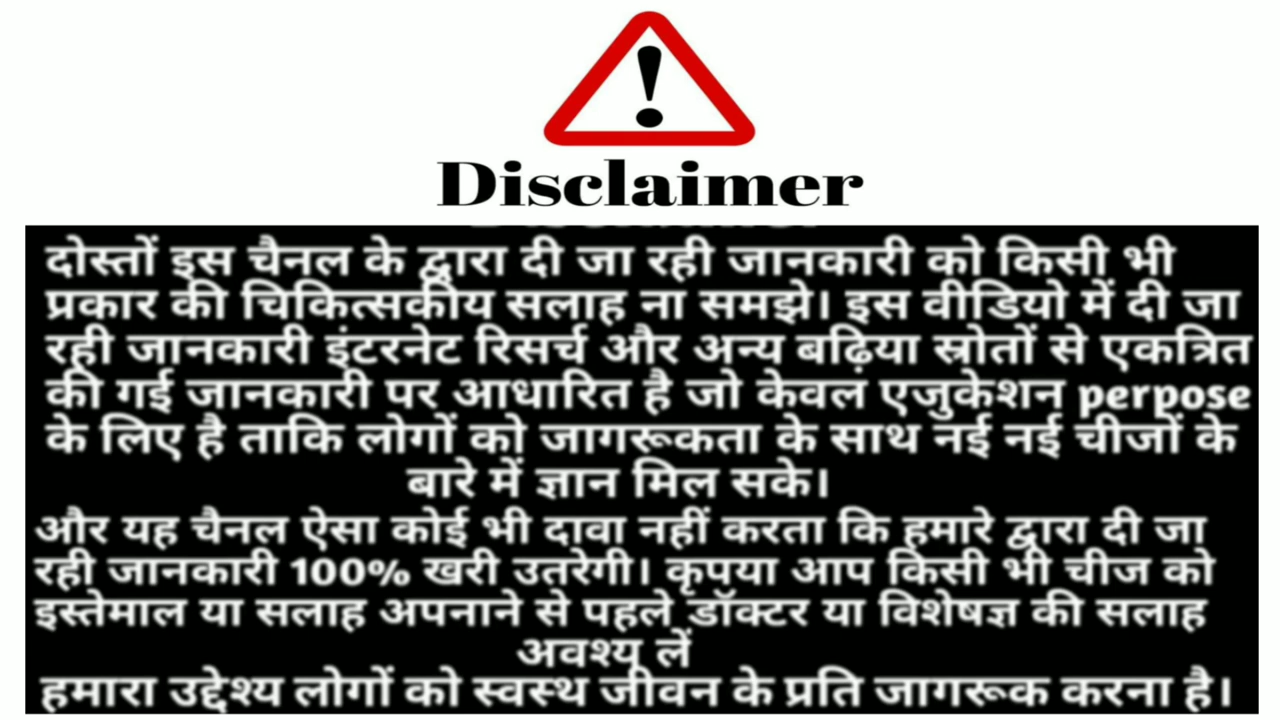 Disclaimer
दोस्तों इस चैनल के द्वारा दी जा रही जानकारी को किसी भी
प्रकार की चिकित्सकीय सलाह ना समझे। इस वीडियो में दी जा
रही जानकारी इंटरनेट रिसर्च और अन्य बढ़िया स्रोतों से एकत्रित
की गई जानकारी पर आधारित है जो केवल एजुकेशन perpose
के लिए है ताकि लोगों को जागरूकता के साथ नई नई चीजों के
बारे में ज्ञान मिल सके।
और यह चैनल ऐसा कोई भी दावा नहीं करता कि हमारे द्वारा दी जा
रही जानकारी 100% खरी उतरेगी। कृपया आप किसी भी चीज को
इस्तेमाल या सलाह अपनाने से पहले डॉक्टर या विशेषज्ञ की सलाह
अवश्य लें
हमारा उद्देश्य लोगों को स्वस्थ जीवन के प्रति जागरूक करना है।